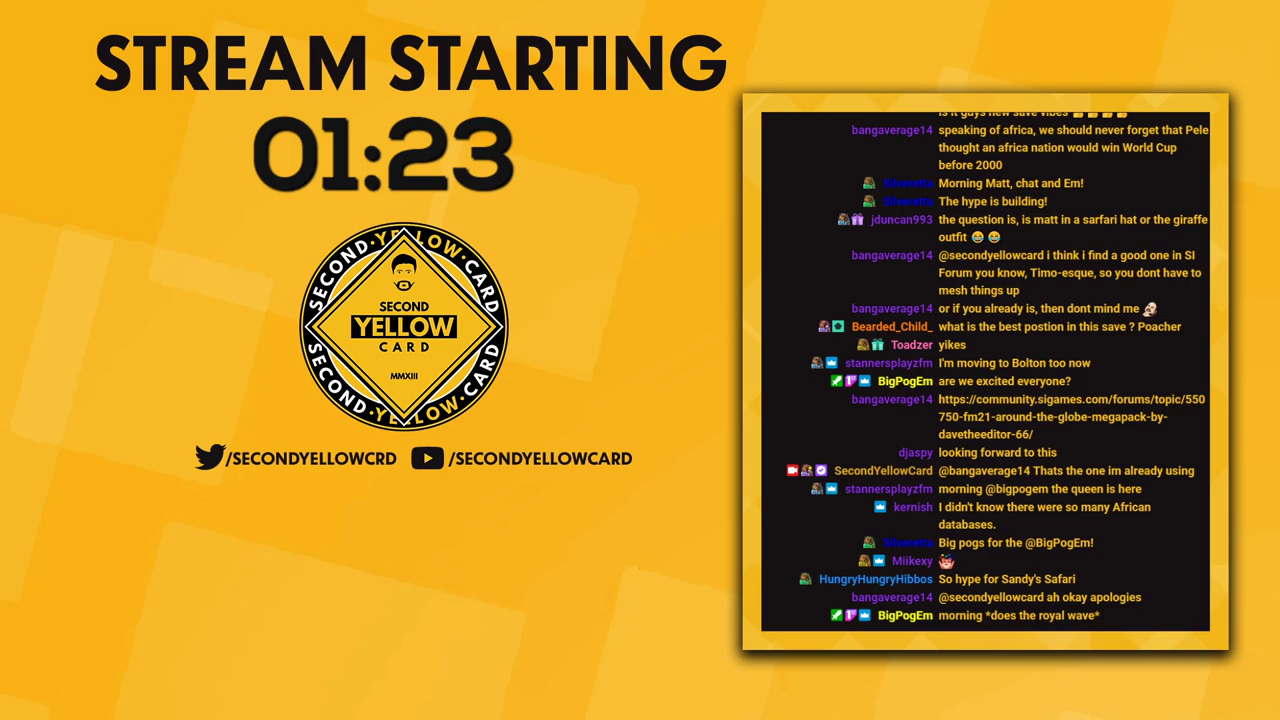 STREAM STARTING
01:23
SECOND·YELLOW·CARD
SECOND
YELLOW
CARD
MMXIII
SECOND·YELLOW·CARD
/SECONDYELLOWCRD /SECONDYELLOWCARD
is it guys new save vibes
bangaverage14 speaking of africa, we should never forget that Pele
thought an africa nation would win World Cup
before 2000
Silveretta Morning Matt, chat and Em!
Silveretta The hype is building!
jduncan993 the question is, is matt in a sarfari hat or the giraffe
outfit 😂 😂
bangaverage14 @secondyellowcard i think i find a good one in SI
Forum you know, Timo-esque, so you dont have to
mesh things up
bangaverage14 or if you already is, then dont mind me
Bearded_Child_ what is the best postion in this save ? Poacher
Toadzer yikes
stannersplayzfm I'm moving to Bolton too now
BigPogEm are we excited everyone?
bangaverage14 https://community.sigames.com/forums/topic/550
750-fm21-around-the-globe-megapack-by-
davetheeditor-66/
djaspy looking forward to this
SecondYellowCard @bangaverage14 Thats the one im already using
stannersplayzfm morning @bigpogem the queen is here
kernish I didn't know there were so many African
databases.
Silveretta Big pogs for the @BigPogEm!
Miikexy
HungryHungryHibbos So hype for Sandy's Safari
bangaverage14 @secondyellowcard ah okay apologies
BigPogEm morning *does the royal wave*